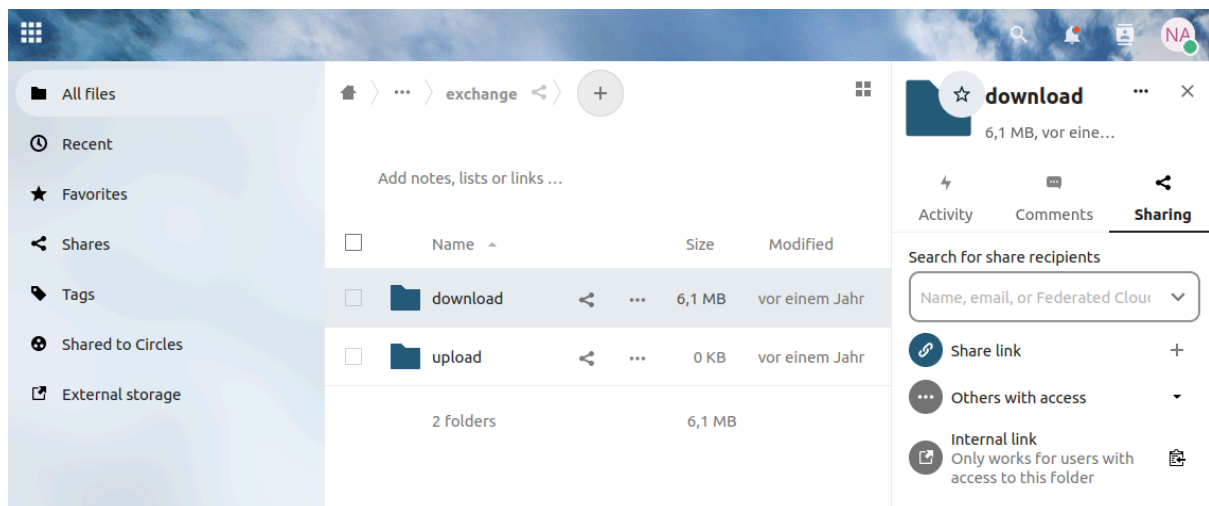 NA
All files
Recent
Favorites
Shares
Tags
Shared to Circles
External storage
exchange
Add notes, lists or links ...
Name Size Modified
download 6,1 MB vor einem Jahr
upload 0 KB vor einem Jahr
2 folders 6,1 MB
download
6,1 MB, vor eine...
Activity Comments Sharing
Search for share recipients
Name, email, or Federated Clou
Share link
Others with access
Internal link
Only works for users with
access to this folder